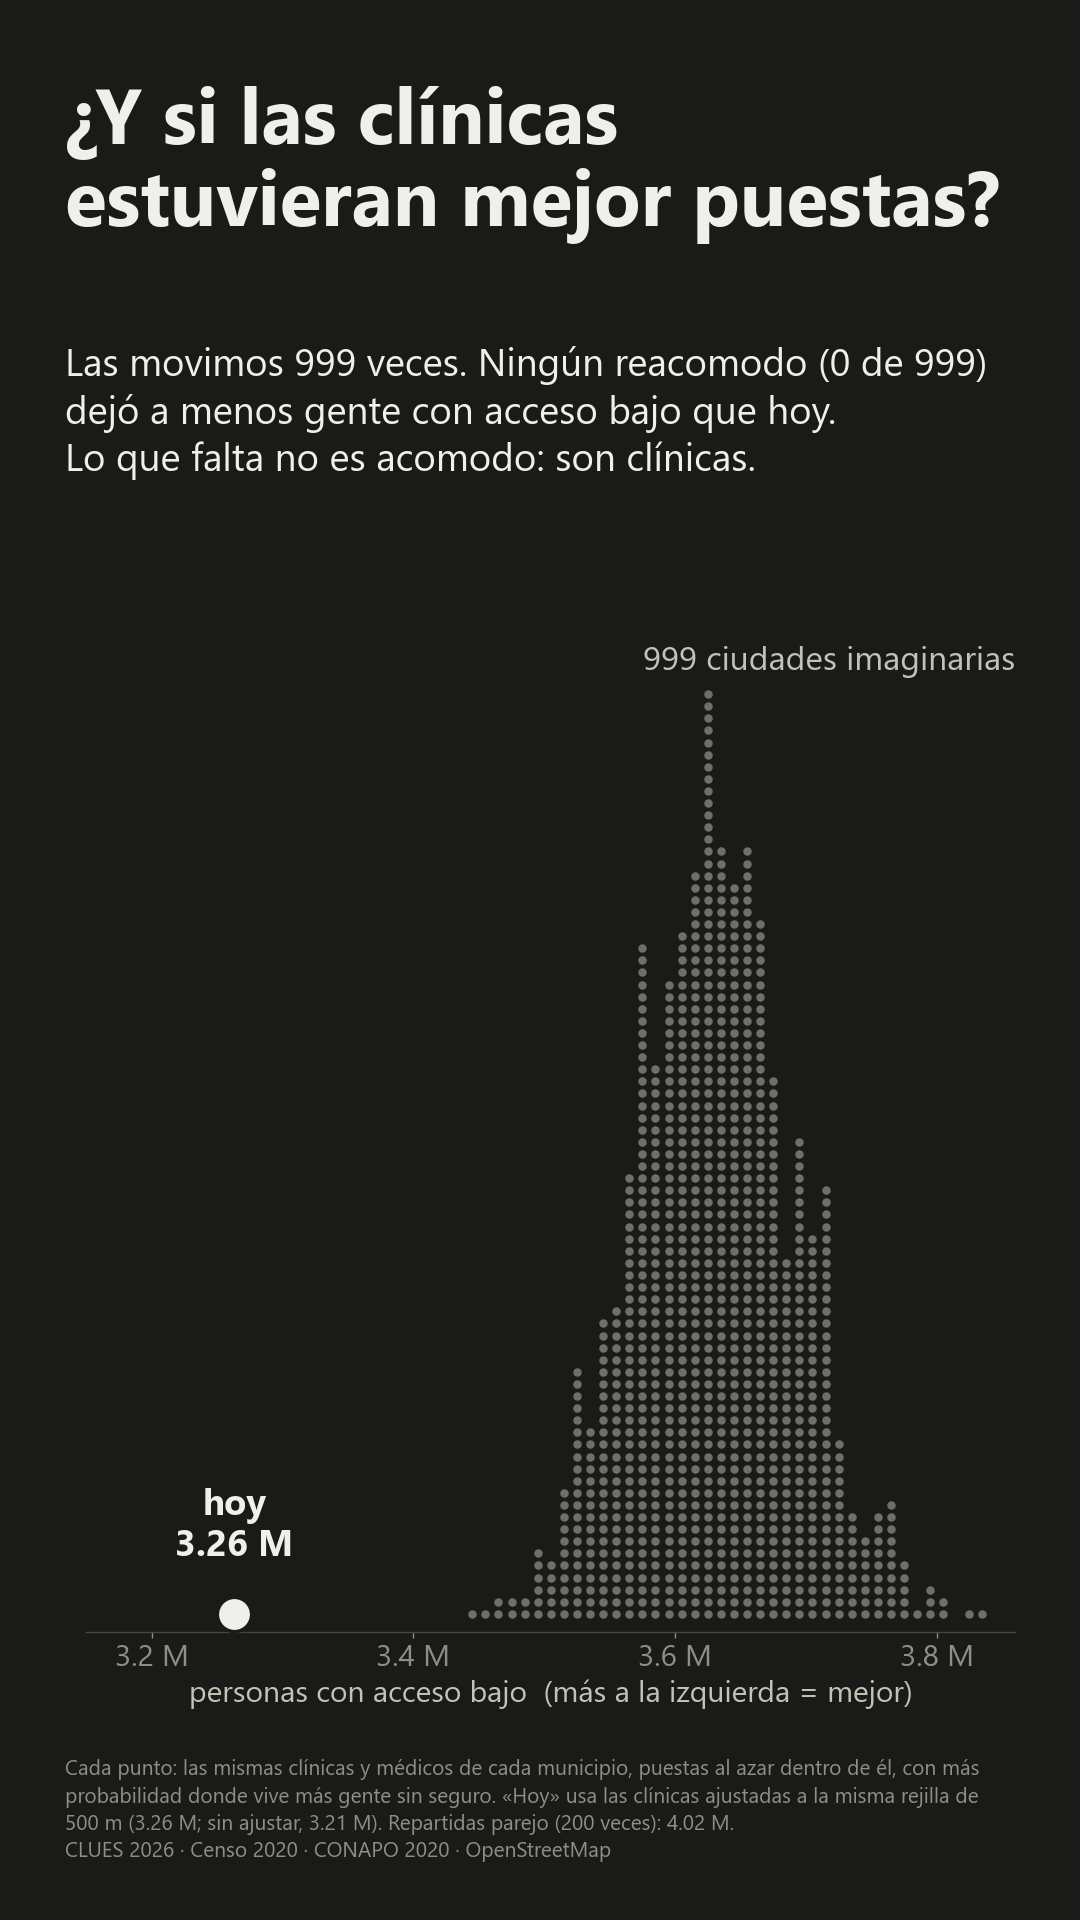 ¿Y si las clínicas
estuvieran mejor puestas?
Las movimos 999 veces. Ningún reacomodo (0 de 999)
dejó a menos gente con acceso bajo que hoy.
Lo que falta no es acomodo: son clínicas.
999 ciudades imaginarias
hoy
3.26 M
3.2 M 3.4 M 3.6 M 3.8 M
personas con acceso bajo (más a la izquierda = mejor)
Cada punto: las mismas clínicas y médicos de cada municipio, puestas al azar dentro de él, con más
probabilidad donde vive más gente sin seguro. «Hoy» usa las clínicas ajustadas a la misma rejilla de
500 m (3.26 M; sin ajustar, 3.21 M). Repartidas parejo (200 veces): 4.02 M.
CLUES 2026 · Censo 2020 · CONAPO 2020 · OpenStreetMap